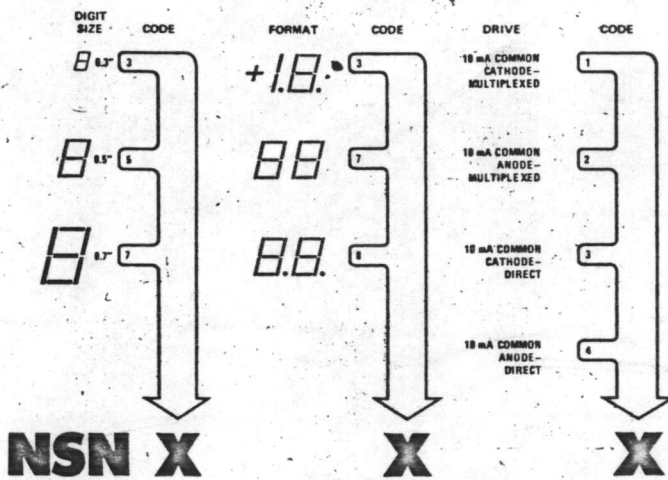 DIGIT
SIZE
CODE
FORMAT
CODE
DRIVE
CODE
0.3"
3
+1.8.
3
10 mA COMMON
CATHODE–
MULTIPLEXED
1
8
0.5"
5
88
7
10 mA COMMON
ANODE–
MULTIPLEXED
2
8
0.7"
7
8.8.
8
10 mA COMMON
CATHODE–
DIRECT
3
10 mA COMMON
ANODE–
DIRECT
4
NSN X X X